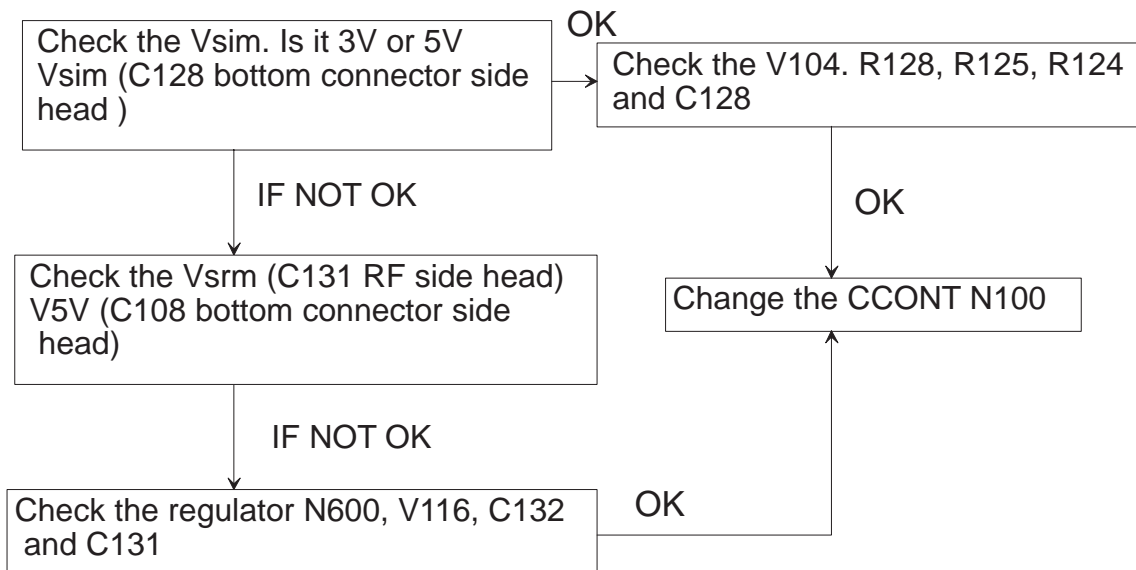 Check the Vsim. Is it 3V or 5V
Vsim (C128 bottom connector side
head )
OK
Check the V104. R128, R125, R124
and C128
IF NOT OK
OK
Check the Vsrm (C131 RF side head)
V5V (C108 bottom connector side
head)
Change the CCONT N100
IF NOT OK
Check the regulator N600, V116, C132
and C131
OK